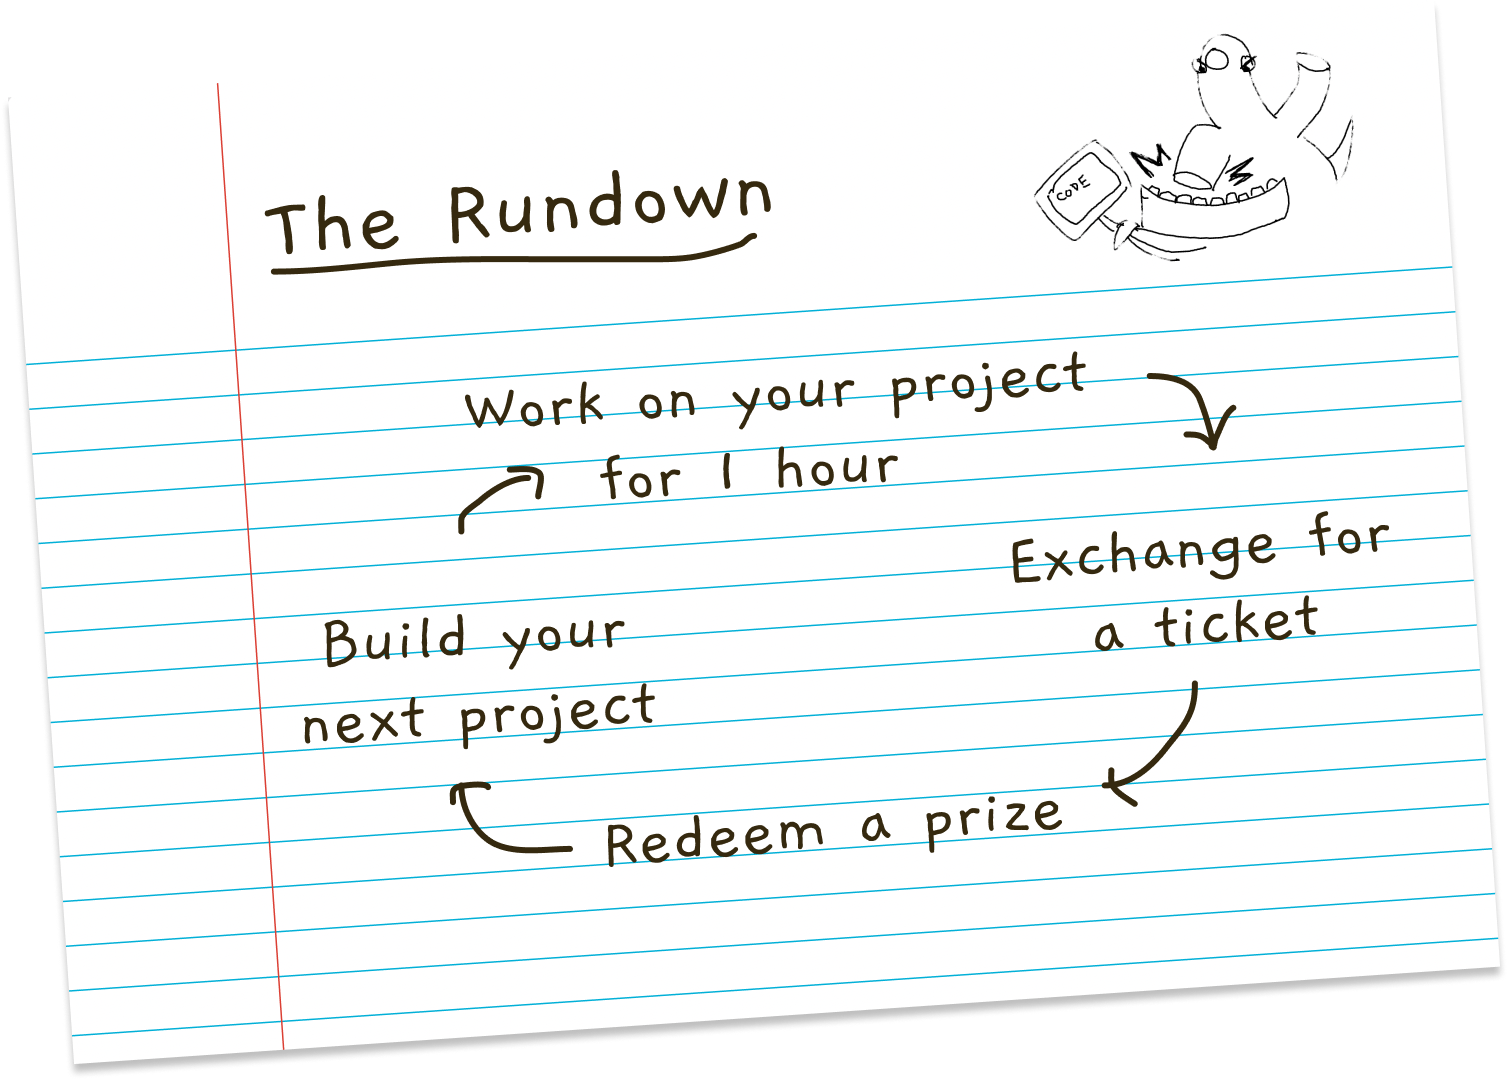 The Rundown
CODE
Work on your project
for 1 hour
Exchange for
a ticket
Redeem a prize
Build your
next project